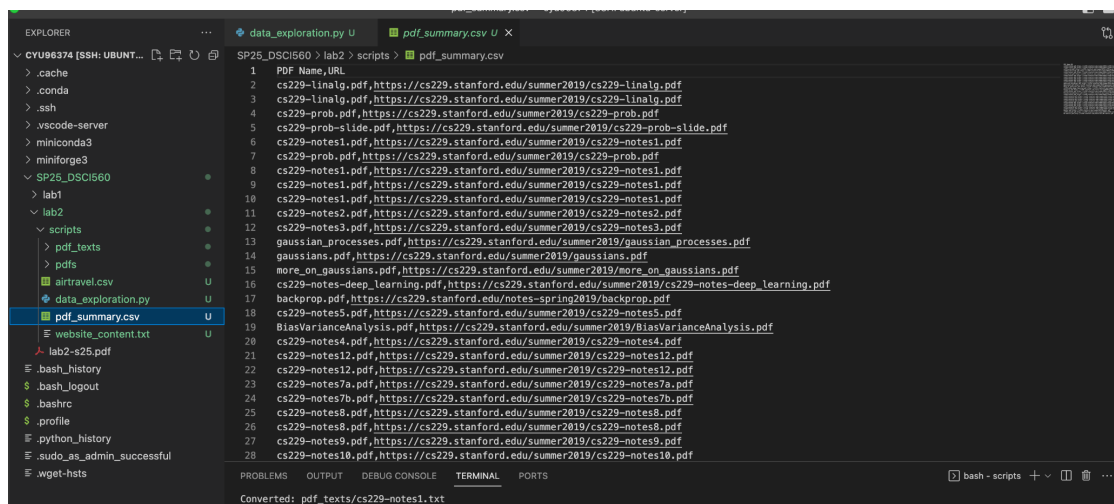 EXPLORER
CYU96374 [SSH: UBUNT...
.cache
.conda
.ssh
.vscode-server
miniconda3
miniforge3
SP25_DSCI560
lab1
lab2
scripts
pdf_texts
pdfs
airtravel.csv U
data_exploration.py U
pdf_summary.csv U
website_content.txt U
lab2-s25.pdf
.bash_history
.bash_logout
.bashrc
.profile
.python_history
.sudo_as_admin_successful
.wget-hsts
data_exploration.py U
pdf_summary.csv U
SP25_DSCI560 > lab2 > scripts > pdf_summary.csv
1 PDF Name,URL
2 cs229-linalg.pdf,https://cs229.stanford.edu/summer2019/cs229-linalg.pdf
3 cs229-linalg.pdf,https://cs229.stanford.edu/summer2019/cs229-linalg.pdf
4 cs229-prob.pdf,https://cs229.stanford.edu/summer2019/cs229-prob.pdf
5 cs229-prob-slide.pdf,https://cs229.stanford.edu/summer2019/cs229-prob-slide.pdf
6 cs229-notes1.pdf,https://cs229.stanford.edu/summer2019/cs229-notes1.pdf
7 cs229-prob.pdf,https://cs229.stanford.edu/summer2019/cs229-prob.pdf
8 cs229-notes1.pdf,https://cs229.stanford.edu/summer2019/cs229-notes1.pdf
9 cs229-notes1.pdf,https://cs229.stanford.edu/summer2019/cs229-notes1.pdf
10 cs229-notes1.pdf,https://cs229.stanford.edu/summer2019/cs229-notes1.pdf
11 cs229-notes2.pdf,https://cs229.stanford.edu/summer2019/cs229-notes2.pdf
12 cs229-notes3.pdf,https://cs229.stanford.edu/summer2019/cs229-notes3.pdf
13 gaussian_processes.pdf,https://cs229.stanford.edu/summer2019/gaussian_processes.pdf
14 gaussians.pdf,https://cs229.stanford.edu/summer2019/gaussians.pdf
15 more_on_gaussians.pdf,https://cs229.stanford.edu/summer2019/more_on_gaussians.pdf
16 cs229-notes-deep_learning.pdf,https://cs229.stanford.edu/summer2019/cs229-notes-deep_learning.pdf
17 backprop.pdf,https://cs229.stanford.edu/notes-spring2019/backprop.pdf
18 cs229-notes5.pdf,https://cs229.stanford.edu/summer2019/cs229-notes5.pdf
19 BiasVarianceAnalysis.pdf,https://cs229.stanford.edu/summer2019/BiasVarianceAnalysis.pdf
20 cs229-notes4.pdf,https://cs229.stanford.edu/summer2019/cs229-notes4.pdf
21 cs229-notes12.pdf,https://cs229.stanford.edu/summer2019/cs229-notes12.pdf
22 cs229-notes12.pdf,https://cs229.stanford.edu/summer2019/cs229-notes12.pdf
23 cs229-notes7a.pdf,https://cs229.stanford.edu/summer2019/cs229-notes7a.pdf
24 cs229-notes7b.pdf,https://cs229.stanford.edu/summer2019/cs229-notes7b.pdf
25 cs229-notes8.pdf,https://cs229.stanford.edu/summer2019/cs229-notes8.pdf
26 cs229-notes8.pdf,https://cs229.stanford.edu/summer2019/cs229-notes8.pdf
27 cs229-notes9.pdf,https://cs229.stanford.edu/summer2019/cs229-notes9.pdf
28 cs229-notes10.pdf,https://cs229.stanford.edu/summer2019/cs229-notes10.pdf
PROBLEMS OUTPUT DEBUG CONSOLE TERMINAL PORTS
bash - scripts
Converted: pdf_texts/cs229-notes1.txt